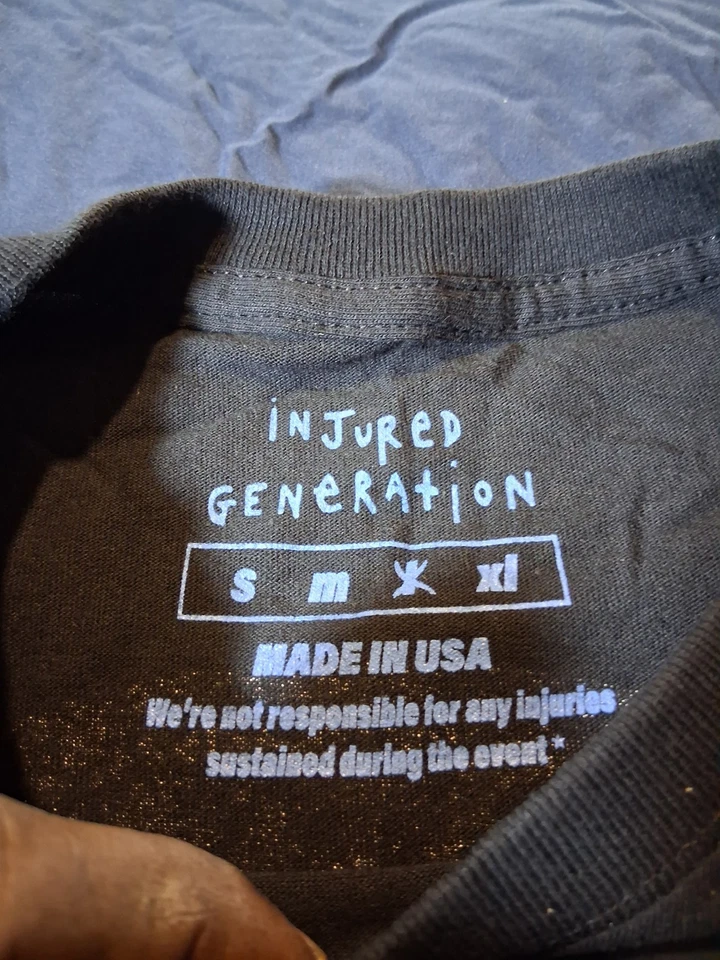 iNJuReD
GENeRAtioN
s m xl
MADE IN USA
We're not responsible for any injuries
sustained during the event*